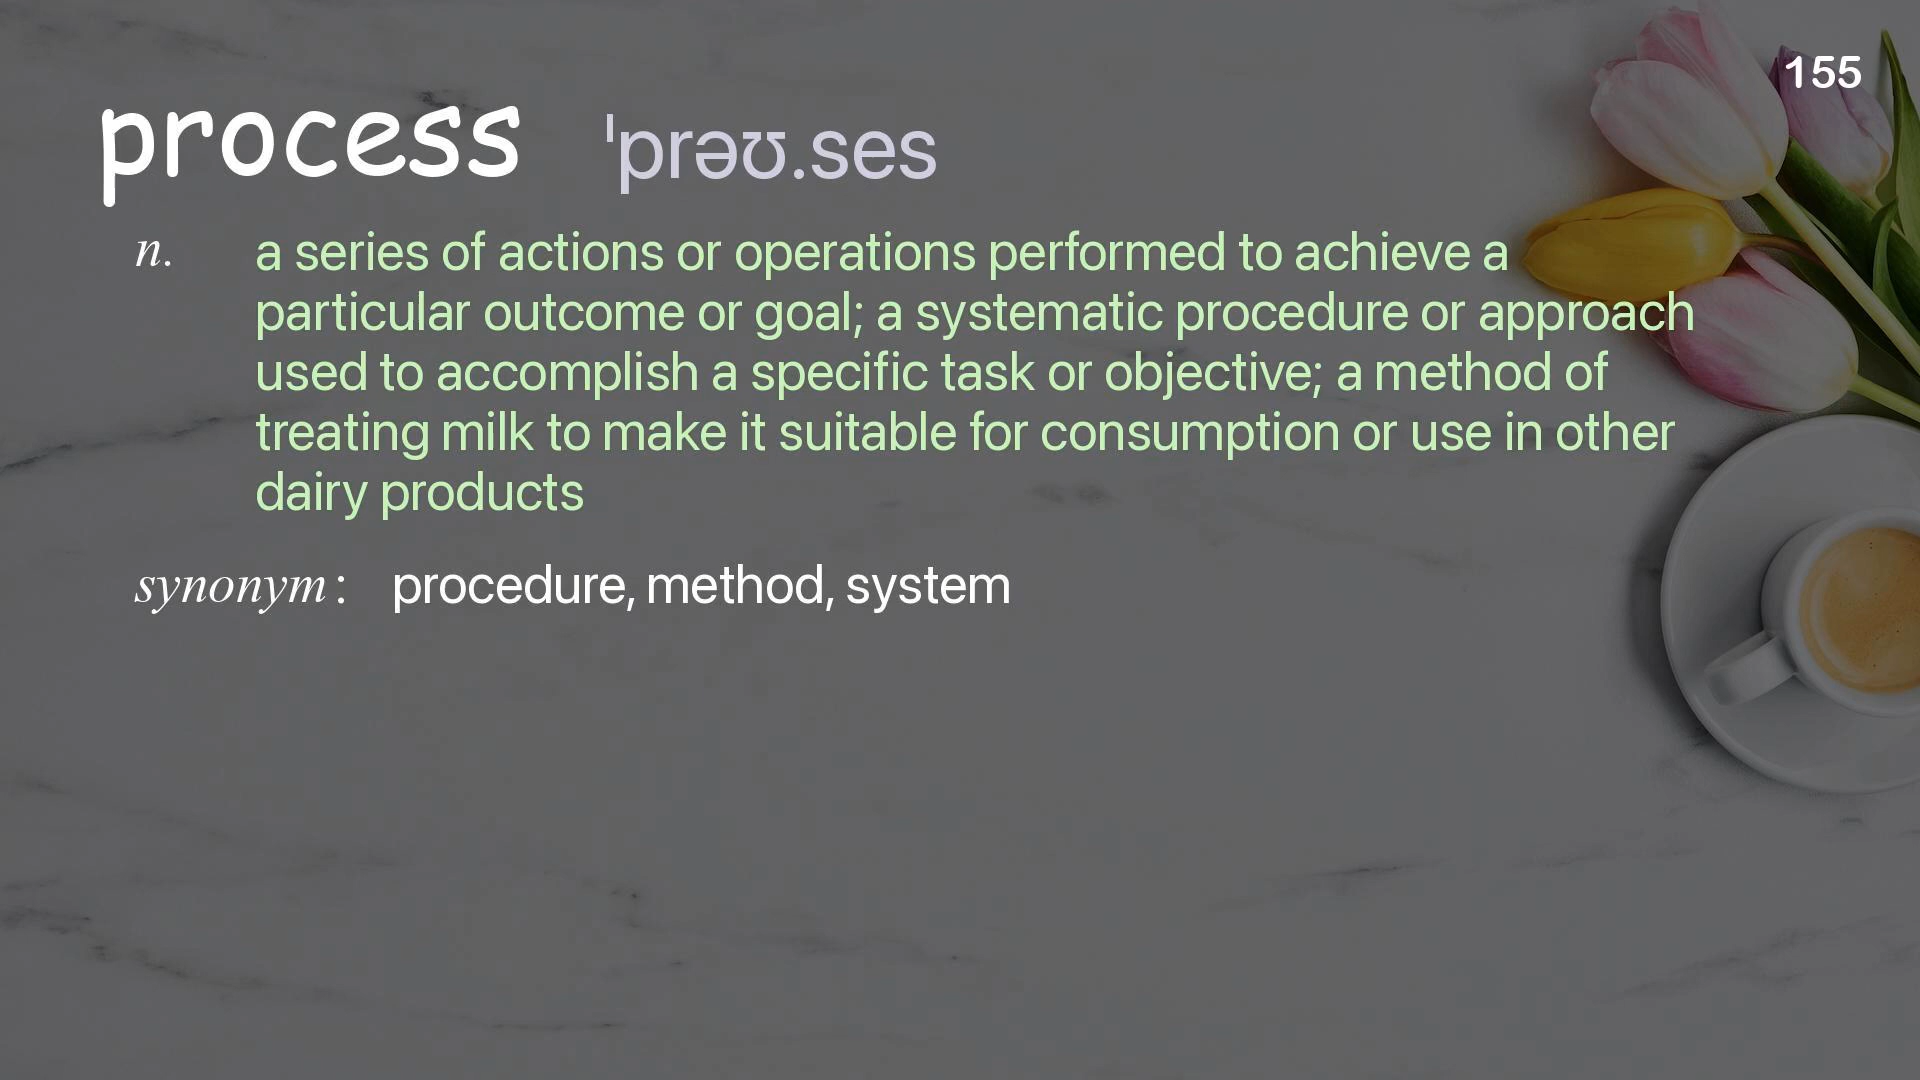 155
process ˈprəʊ.ses
n. a series of actions or operations performed to achieve a
particular outcome or goal; a systematic procedure or approach
used to accomplish a specific task or objective; a method of
treating milk to make it suitable for consumption or use in other
dairy products
synonym: procedure, method, system